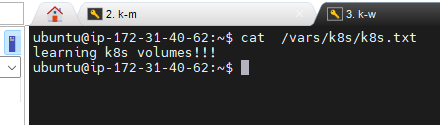 2. k-m
3. k-w
ubuntu@ip-172-31-40-62:~$ cat  /vars/k8s/k8s.txt
learning k8s volumes!!!
ubuntu@ip-172-31-40-62:~$